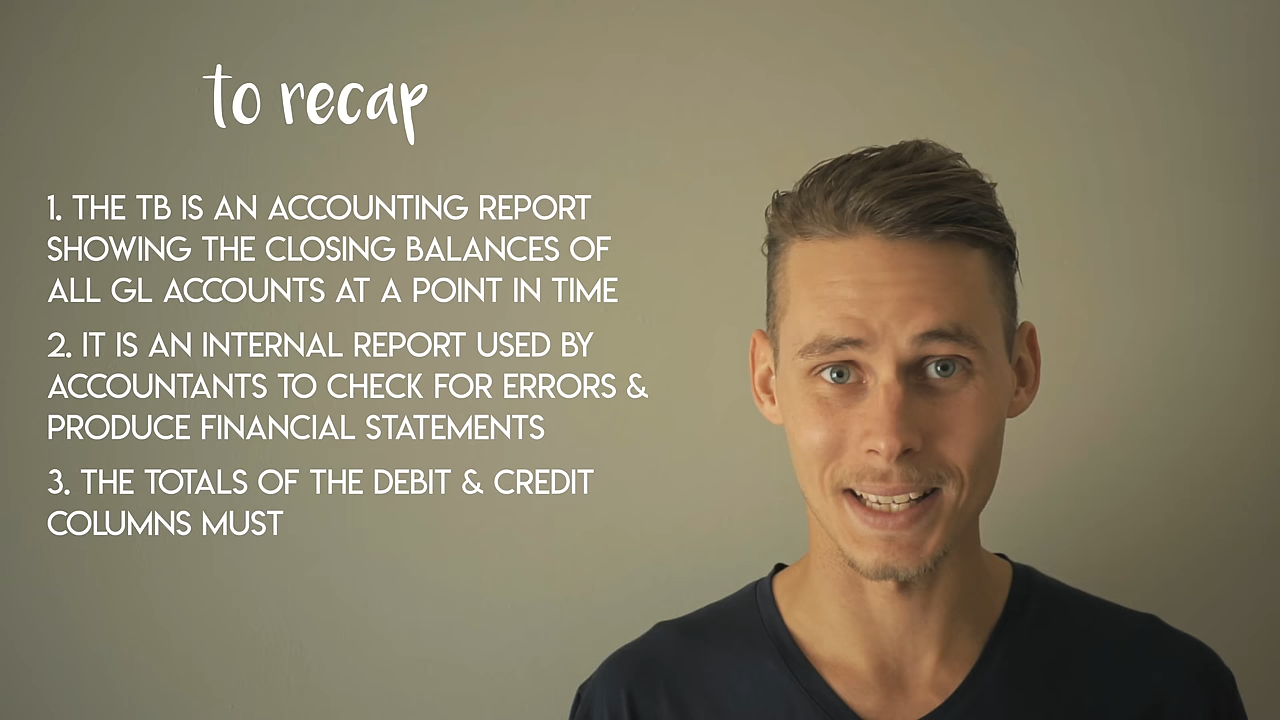 to recap
1. THE TB IS AN ACCOUNTING REPORT
SHOWING THE CLOSING BALANCES OF
ALL GL ACCOUNTS AT A POINT IN TIME
2. IT IS AN INTERNAL REPORT USED BY
ACCOUNTANTS TO CHECK FOR ERRORS &
PRODUCE FINANCIAL STATEMENTS
3. THE TOTALS OF THE DEBIT & CREDIT
COLUMNS MUST